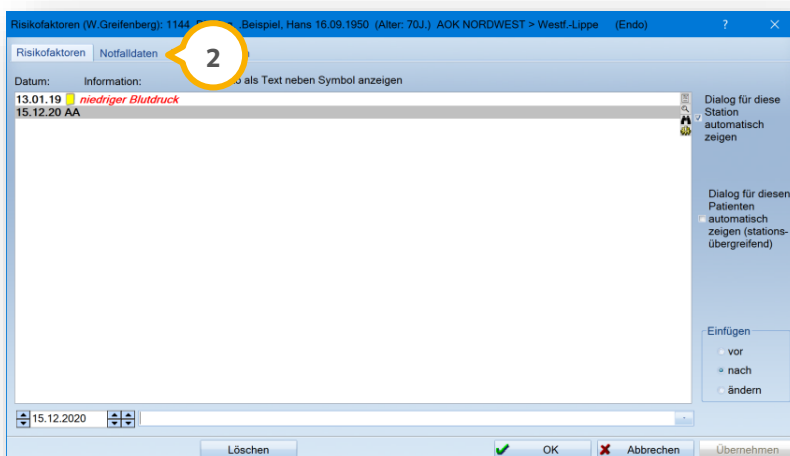 Risikofaktoren (W.Greifenberg): 1144 ,Beispiel, Hans 16.09.1950 (Alter: 70J.) AOK NORDWEST > Westf.-Lippe (Endo) ? ×
Risikofaktoren Notfalldaten
2
Datum: Information: als Text neben Symbol anzeigen
13.01.19 niedriger Blutdruck
15.12.20 AA
Dialog für diese
Station
automatisch
zeigen
Dialog für diesen
Patienten
automatisch
zeigen (stations-
übergreifend)
Einfügen
vor
nach
ändern
15.12.2020
Löschen OK Abbrechen Übernehmen